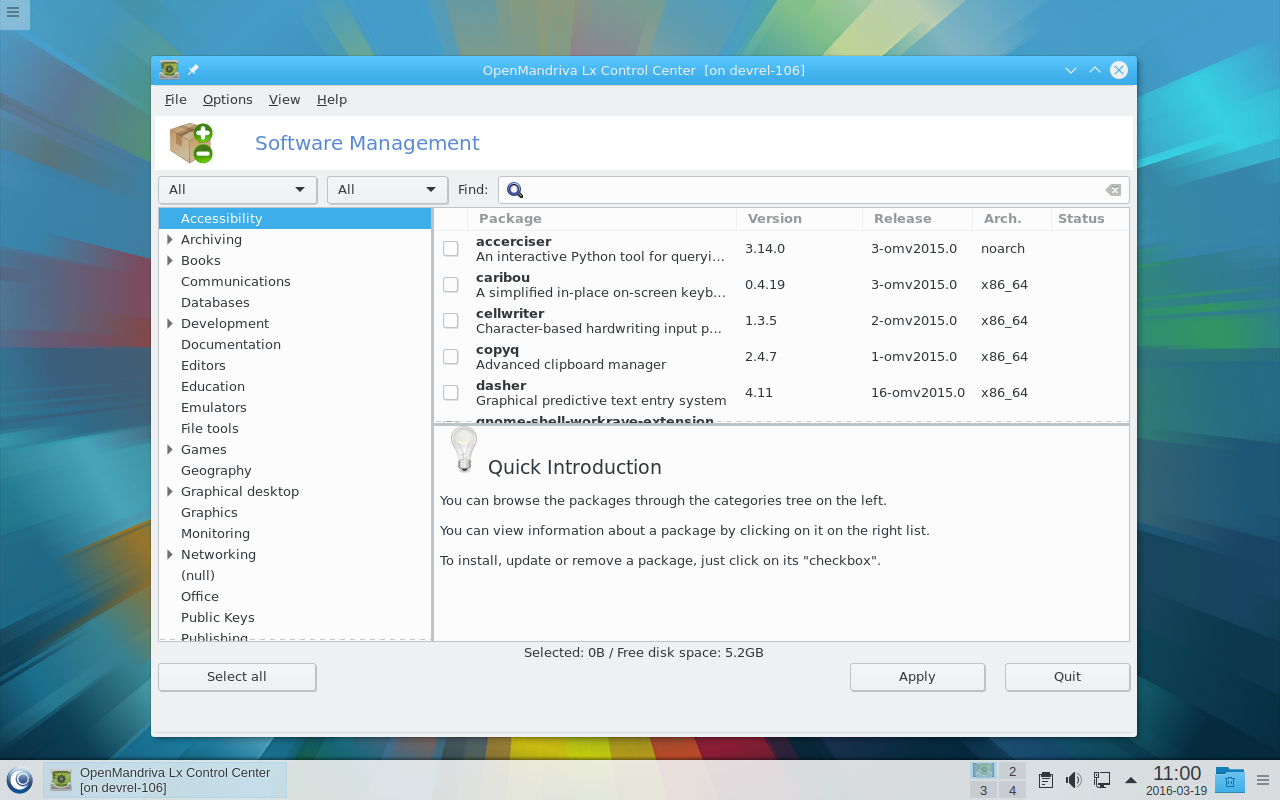 OpenMandriva Lx Control Center [on devrel-106]
File Options View Help
Software Management
All All Find:
Accessibility
Archiving
Books
Communications
Databases
Development
Documentation
Editors
Education
Emulators
File tools
Games
Geography
Graphical desktop
Graphics
Monitoring
Networking
(null)
Office
Public Keys
Publishing
Package Version Release Arch. Status
accerciser
An interactive Python tool for queryi... 3.14.0 3-omv2015.0 noarch
caribou
A simplified in-place on-screen keyb... 0.4.19 3-omv2015.0 x86_64
cellwriter
Character-based hardwriting input p... 1.3.5 2-omv2015.0 x86_64
copyq
Advanced clipboard manager 2.4.7 1-omv2015.0 x86_64
dasher
Graphical predictive text entry system 4.11 16-omv2015.0 x86_64
gnome-shell-workrave-extension
Quick Introduction
You can browse the packages through the categories tree on the left.
You can view information about a package by clicking on it on the right list.
To install, update or remove a package, just click on its "checkbox".
Selected: 0B / Free disk space: 5.2GB
Select all Apply Quit
OpenMandriva Lx Control Center
[on devrel-106]
2
3 4
11:00
2016-03-19